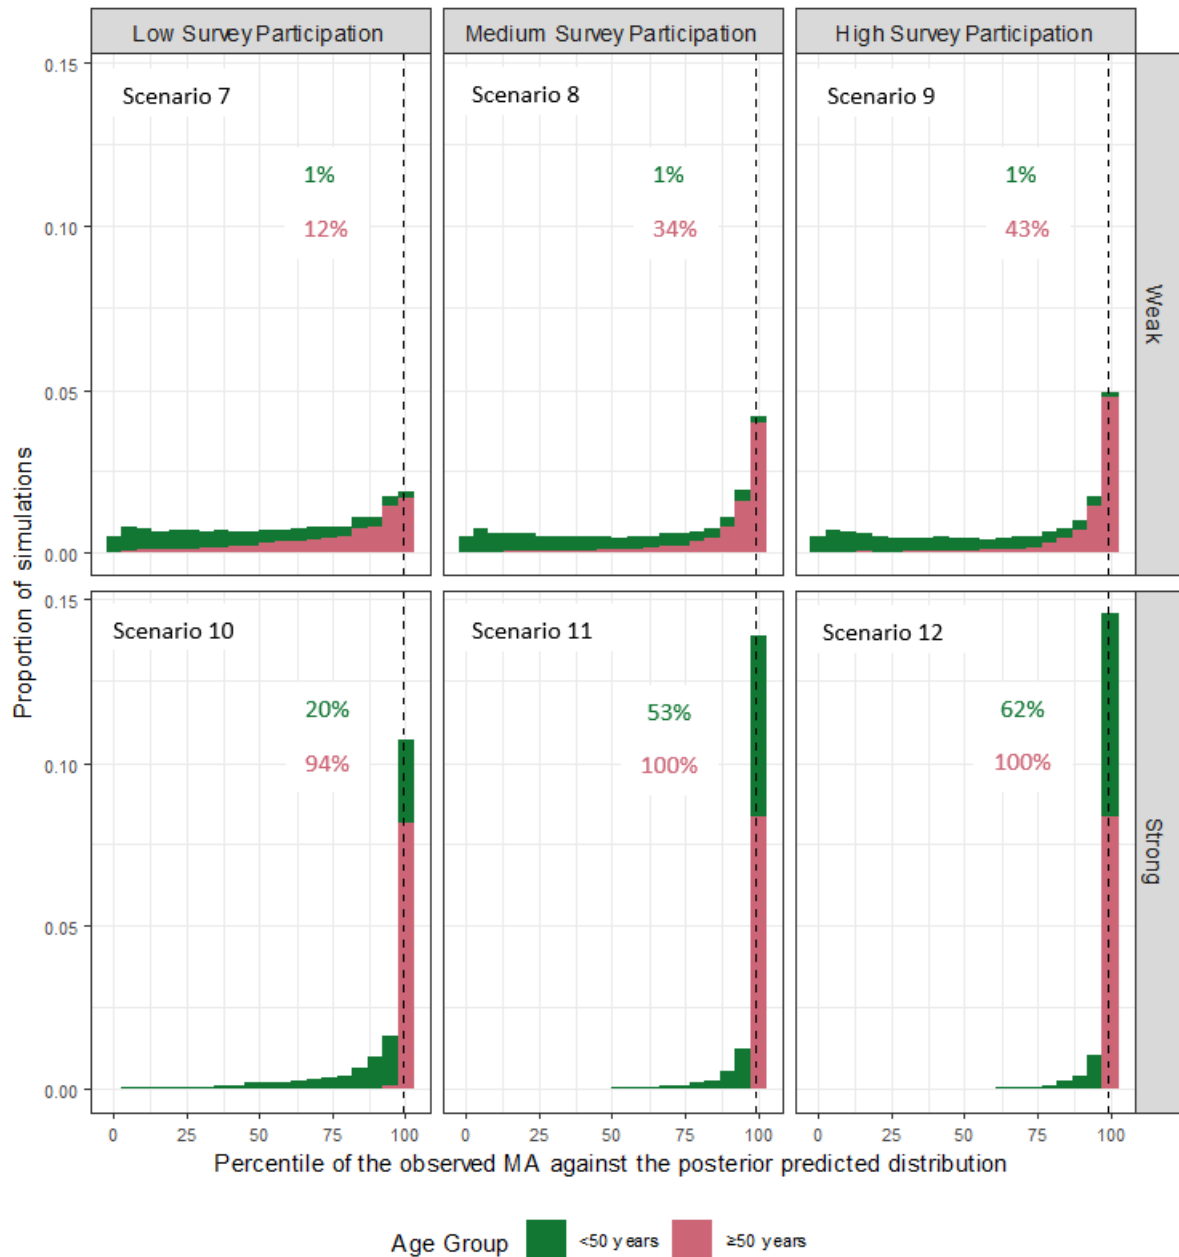 Low Survey Participation
Medium Survey Participation
High Survey Participation
0.15
Scenario 7
Scenario 8
Scenario 9
1%
1%
1%
0.10
12%
34%
43%
Weak
0.05
0.00
Proportion of simulations
0.15
Scenario 10
Scenario 11
Scenario 12
20%
53%
62%
0.10
94%
100%
100%
Strong
0.05
0.00
0 25 50 75 100
0 25 50 75 100
0 25 50 75 100
Percentile of the observed MA against the posterior predicted distribution
Age Group <50 years ≥50 years